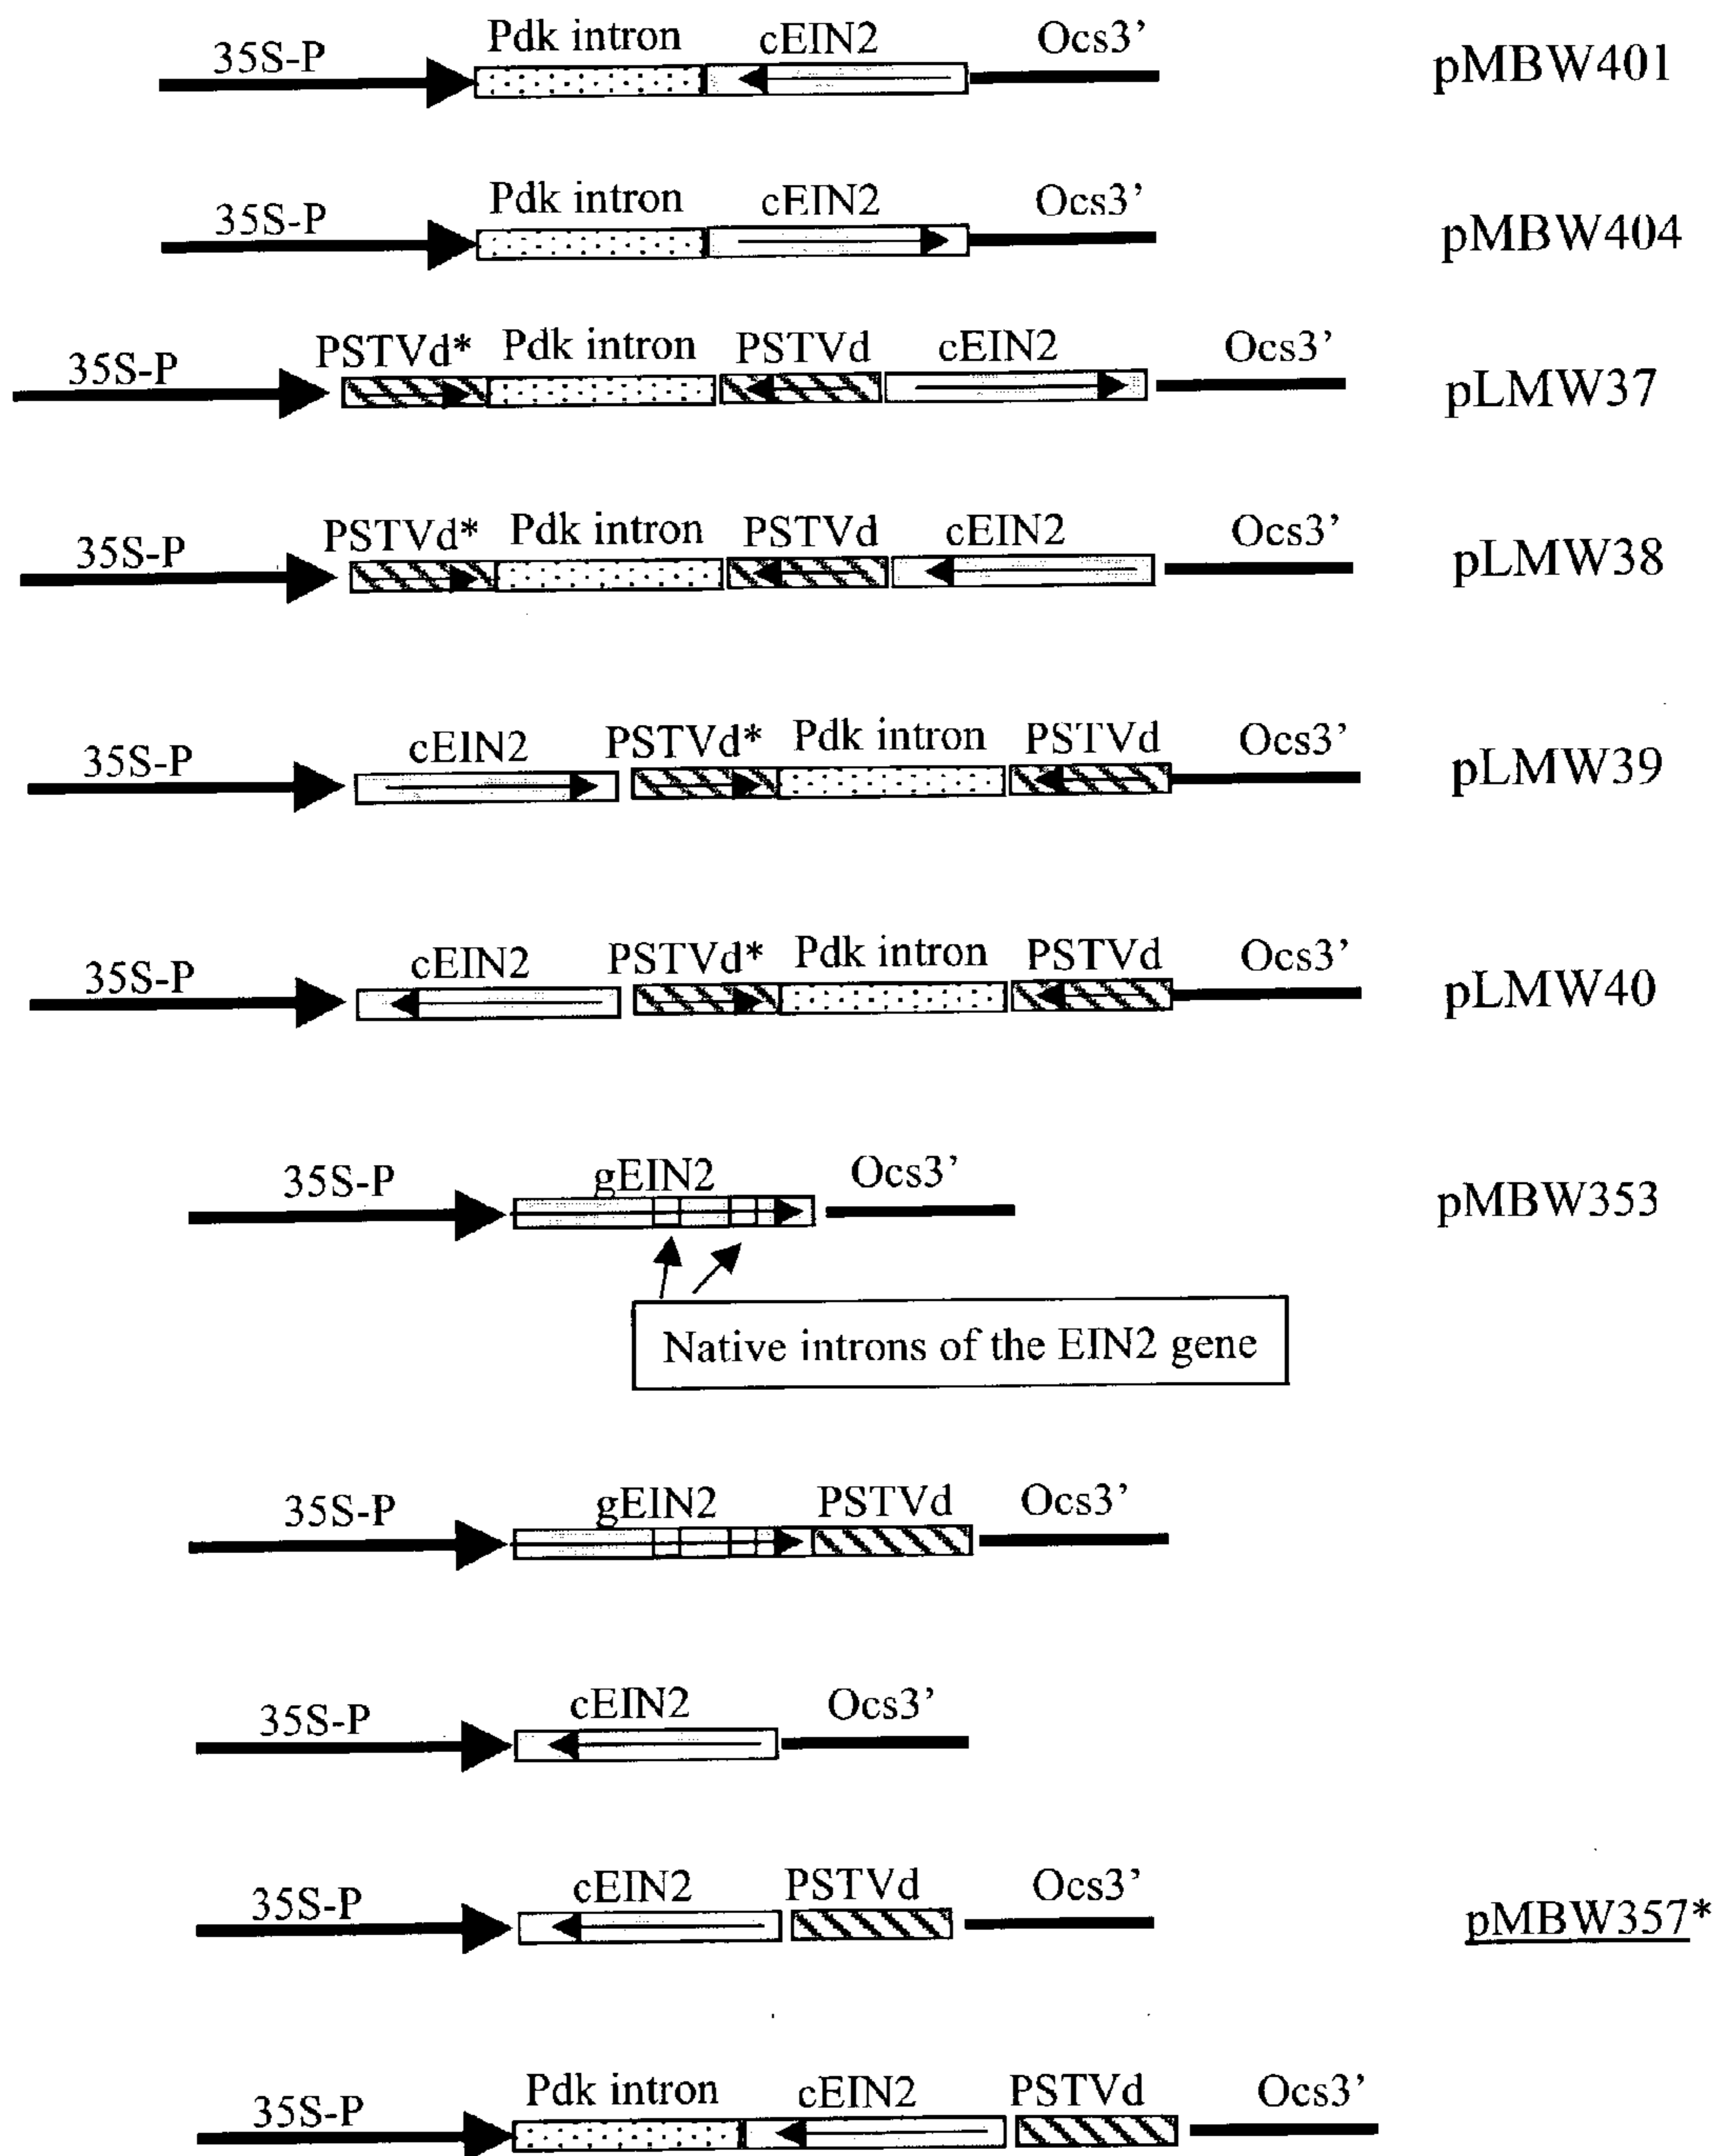 35S-P Pdk intron cEIN2 Ocs3’ pMBW401
35S-P Pdk intron cEIN2 Ocs3’ pMBW404
35S-P PSTVd* Pdk intron PSTVd cEIN2 Ocs3’ pLMW37
35S-P PSTVd* Pdk intron PSTVd cEIN2 Ocs3’ pLMW38
35S-P cEIN2 PSTVd* Pdk intron PSTVd Ocs3’ pLMW39
35S-P cEIN2 PSTVd* Pdk intron PSTVd Ocs3’ pLMW40
35S-P gEIN2 Ocs3’ pMBW353
Native introns of the EIN2 gene
35S-P gEIN2 PSTVd Ocs3’
35S-P cEIN2 Ocs3’
35S-P cEIN2 PSTVd Ocs3’ pMBW357*
35S-P Pdk intron cEIN2 PSTVd Ocs3’